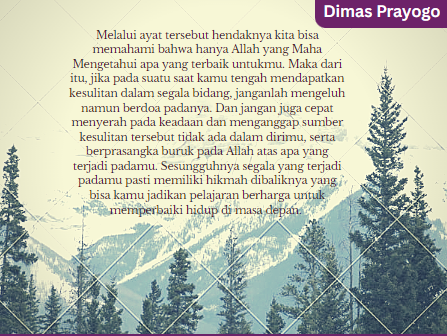 Dimas Prayogo
Melalui ayat tersebut hendaknya kita bisa
memahami bahwa hanya Allah yang Maha
Mengetahui apa yang terbaik untukmu. Maka dari
itu, jika pada suatu saat kamu tengah mendapatkan
kesulitan dalam segala bidang, janganlah mengeluh
namun berdoa padanya. Dan jangan juga cepat
menyerah pada keadaan dan menganggap sumber
kesulitan tersebut tidak ada dalam dirimu, serta
berprasangka buruk pada Allah atas apa yang
terjadi padamu. Sesungguhnya segala yang terjadi
padamu pasti memiliki hikmah dibaliknya yang
bisa kamu jadikan pelajaran berharga untuk
memperbaiki hidup di masa depan.